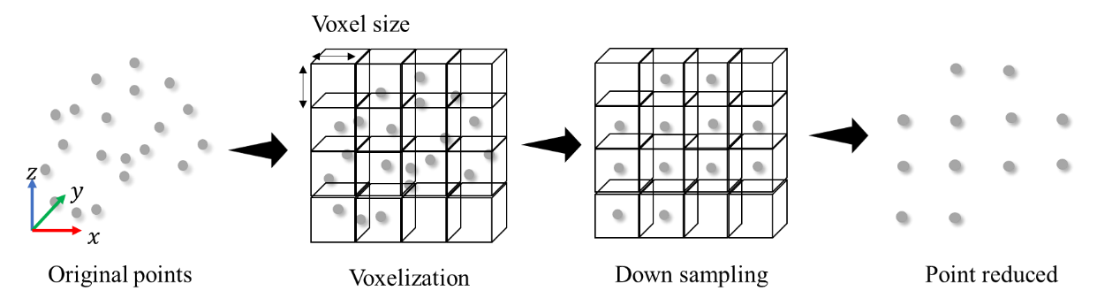 Voxel size
z
y
x
Original points
Voxelization
Down sampling
Point reduced